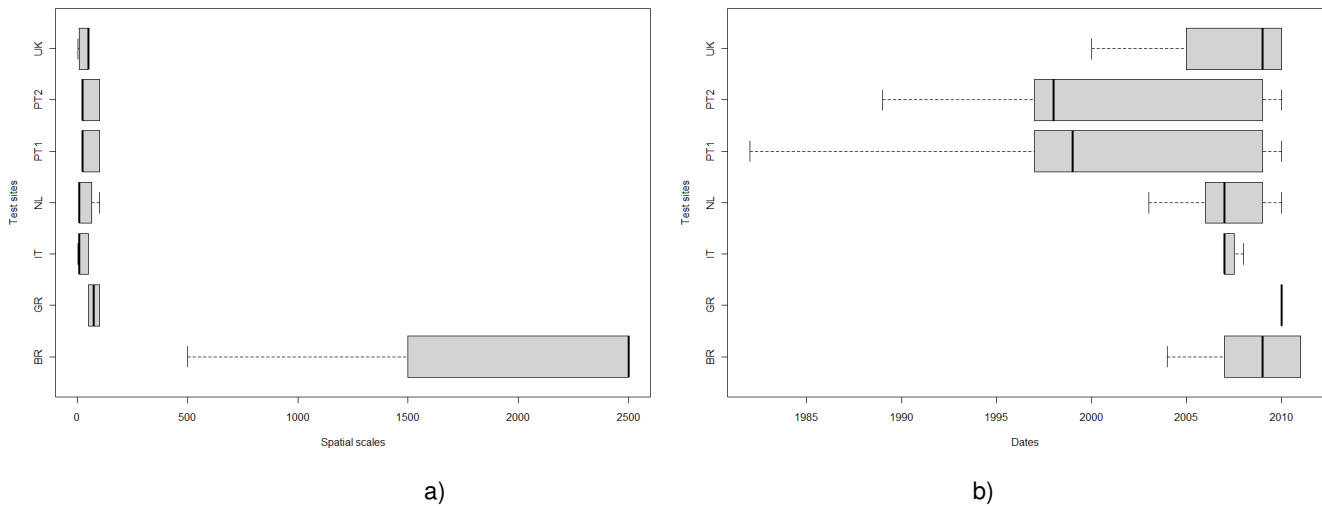 UK
PT2
PT1
NL
IT
GR
BR
Test sites
0 500 1000 1500 2000 2500
Spatial scales
a)
UK
PT2
PT1
NL
IT
GR
BR
Test sites
1985 1990 1995 2000 2005 2010
Dates
b)